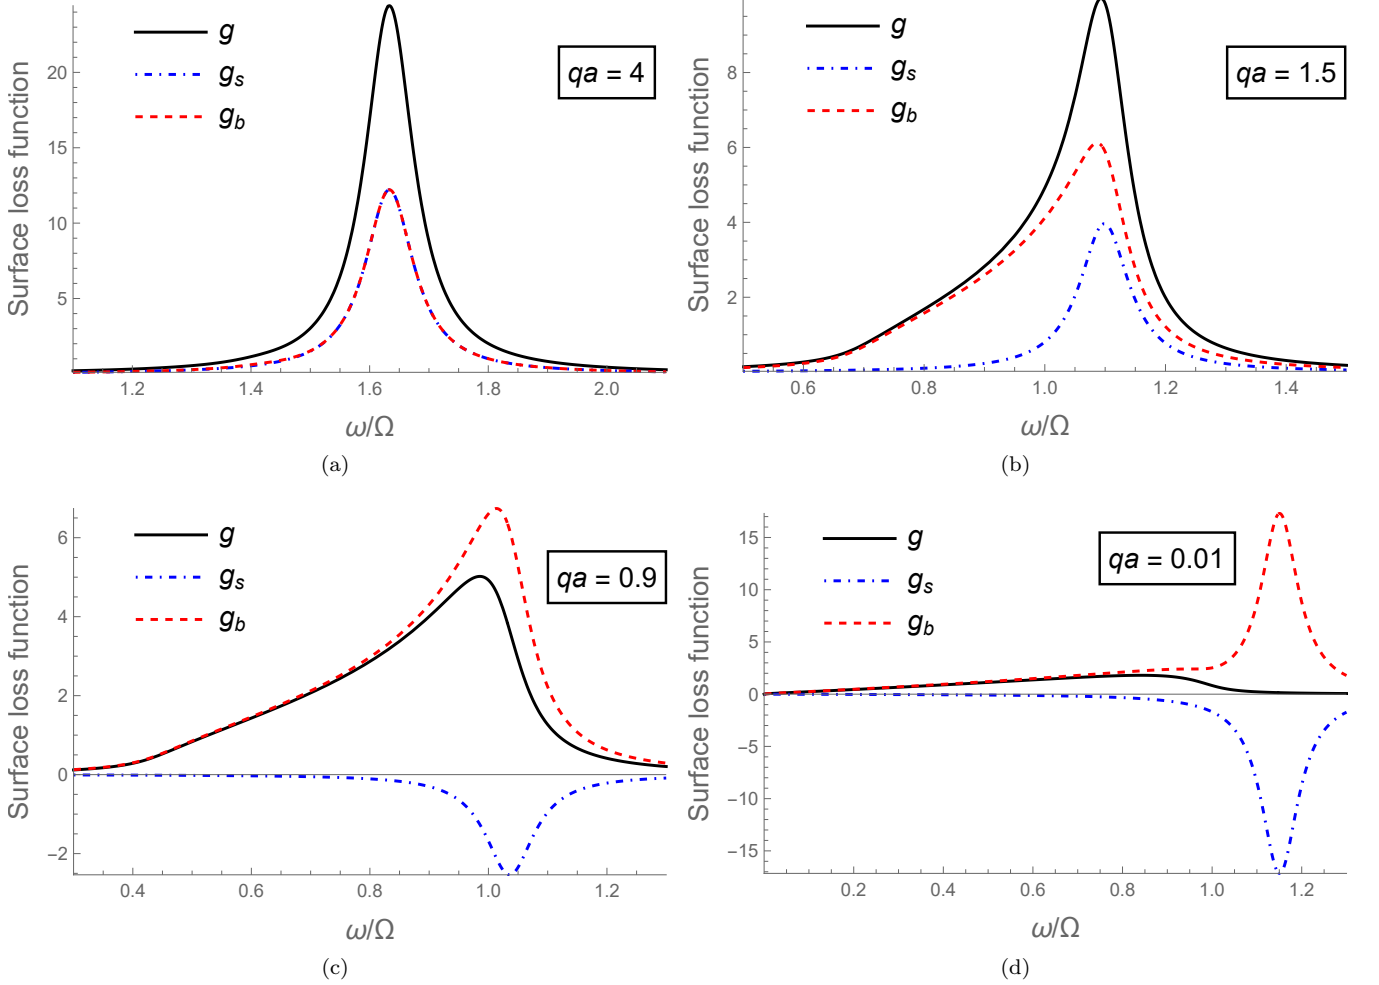 g
g_s
g_b
qa = 4
Surface loss function
20
15
10
5
1.2 1.4 1.6 1.8 2.0
ω/Ω
(a)
g
g_s
g_b
qa = 1.5
Surface loss function
8
6
4
2
0.6 0.8 1.0 1.2 1.4
ω/Ω
(b)
g
g_s
g_b
qa = 0.9
Surface loss function
6
4
2
0
−2
0.4 0.6 0.8 1.0 1.2
ω/Ω
(c)
g
g_s
g_b
qa = 0.01
Surface loss function
15
10
5
0
−5
−10
−15
0.2 0.4 0.6 0.8 1.0 1.2
ω/Ω
(d)